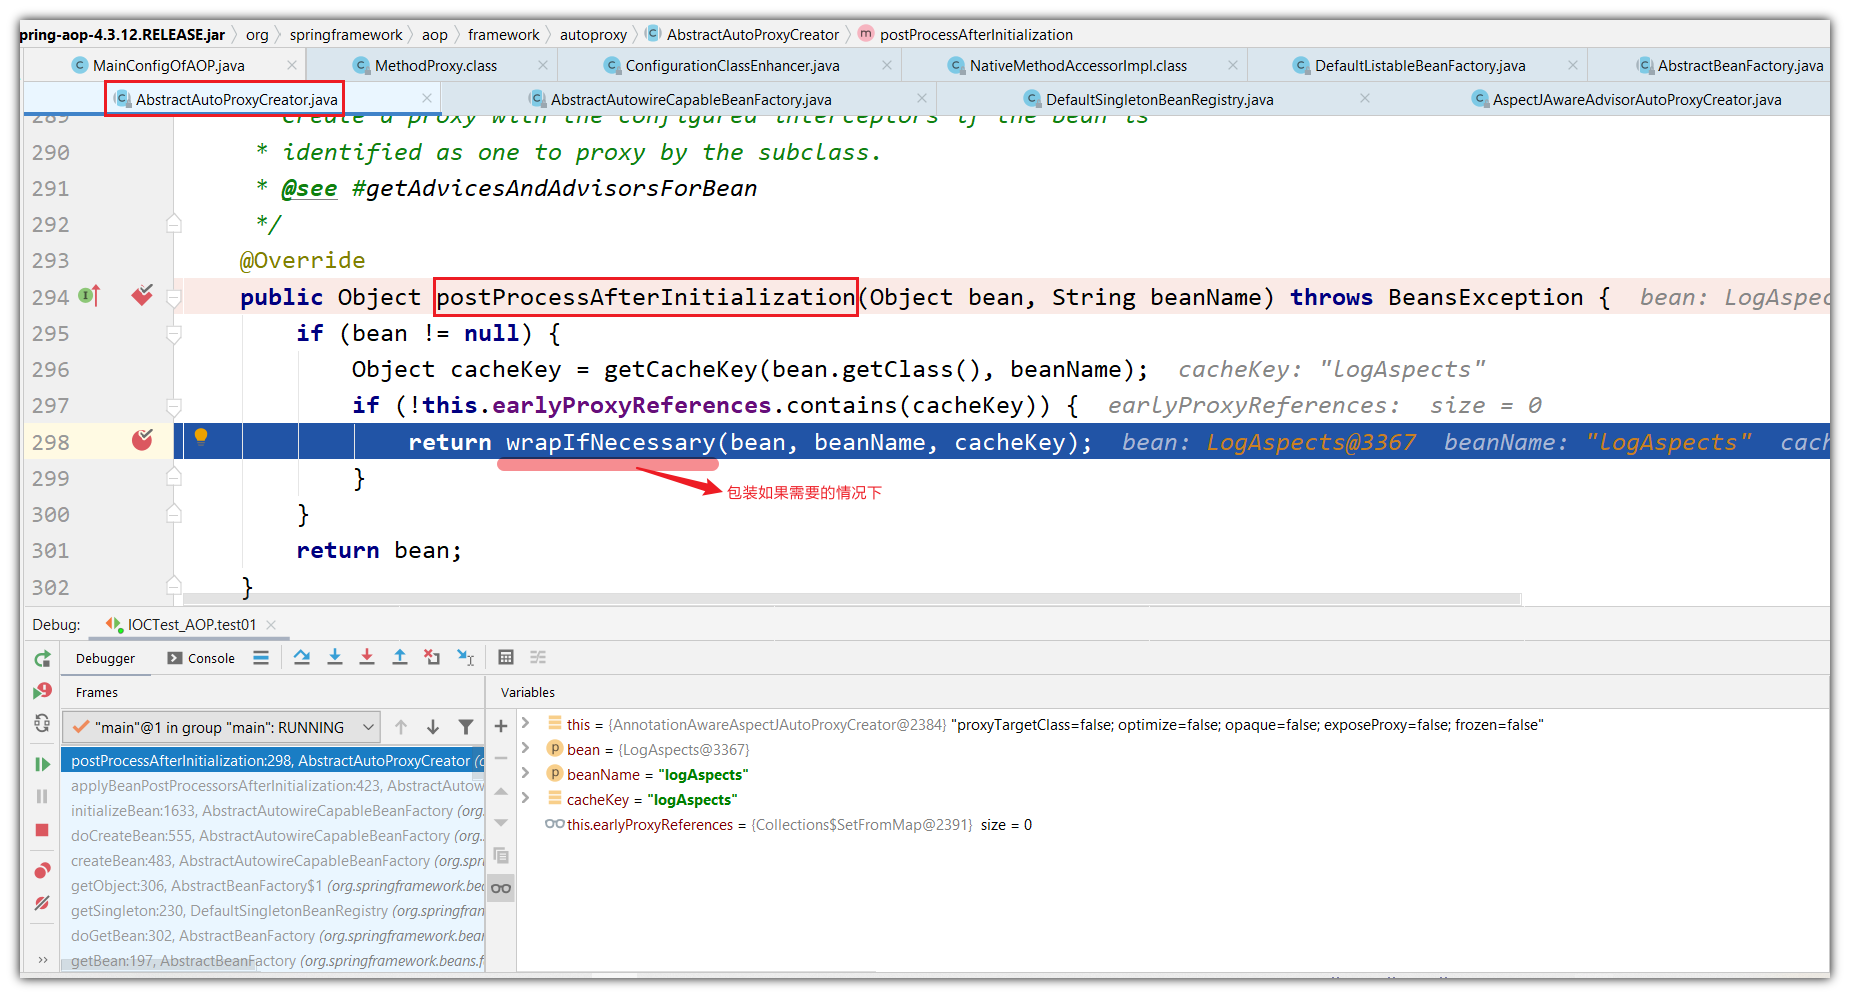 pring-aop-4.3.12.RELEASE.jar org springframework aop framework autoproxy AbstractAutoProxyCreator postProcessAfterInitialization
MainConfigOfAOP.java MethodProxy.class ConfigurationClassEnhancer.java NativeMethodAccessorImpl.class DefaultListableBeanFactory.java AbstractBeanFactory.java
AbstractAutoProxyCreator.java AbstractAutowireCapableBeanFactory.java DefaultSingletonBeanRegistry.java AspectJAwareAdvisorAutoProxyCreator.java
289 Create a proxy with the configured interceptors if the bean is
290 * identified as one to proxy by the subclass.
291 * @see #getAdvicesAndAdvisorsForBean
292 */
293 @Override
294 public Object postProcessAfterInitialization(Object bean, String beanName) throws BeansException { bean: LogAspec
295 if (bean != null) {
296 Object cacheKey = getCacheKey(bean.getClass(), beanName); cacheKey: "logAspects"
297 if (!this.earlyProxyReferences.contains(cacheKey)) { earlyProxyReferences: size = 0
298 return wrapIfNecessary(bean, beanName, cacheKey); bean: LogAspects@3367 beanName: "logAspects" cach
299 }
包装如果需要的情况下
300 }
301 return bean;
302 }
Debug: IOCTest_AOP.test01
Debugger Console
Frames
Variables
"main"@1 in group "main": RUNNING
postProcessAfterInitialization:298, AbstractAutoProxyCreator (o
applyBeanPostProcessorsAfterInitialization:423, AbstractAutow
initializeBean:1633, AbstractAutowireCapableBeanFactory (org.
doCreateBean:555, AbstractAutowireCapableBeanFactory (org.
createBean:483, AbstractAutowireCapableBeanFactory (org.spri
getObject:306, AbstractBeanFactory$1 (org.springframework.bea
getSingleton:230, DefaultSingletonBeanRegistry (org.springfran
doGetBean:302, AbstractBeanFactory (org.springframework.bean
getBean:197, AbstractBeanFactory (org.springframework.beans.f
this = {AnnotationAwareAspectJAutoProxyCreator@2384} "proxyTargetClass=false; optimize=false; opaque=false; exposeProxy=false; frozen=false"
bean = {LogAspects@3367}
beanName = "logAspects"
cacheKey = "logAspects"
this.earlyProxyReferences = {Collections$SetFromMap@2391} size = 0